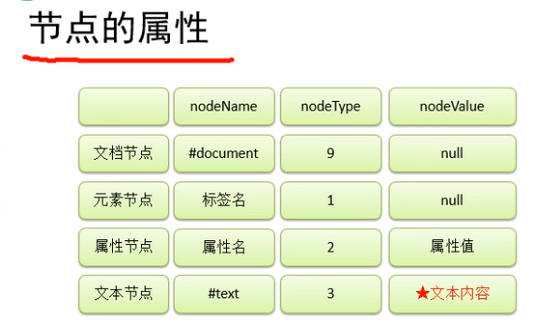 节点的属性
nodeName nodeType nodeValue
文档节点 #document 9 null
元素节点 标签名 1 null
属性节点 属性名 2 属性值
文本节点 #text 3 ★文本内容